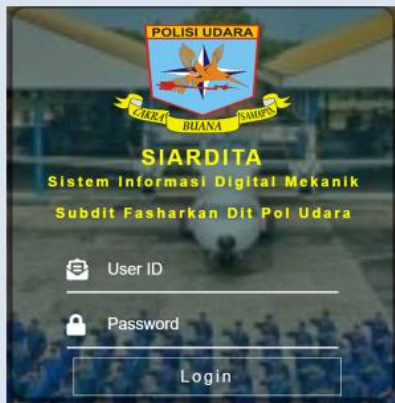 POLISI UDARA
CAKRA BUANA SAMAPTA
SIARDITA
Sistem Informasi Digital Mekanik
Subdit Fasharkan Dit Pol Udara
User ID
Password
Login